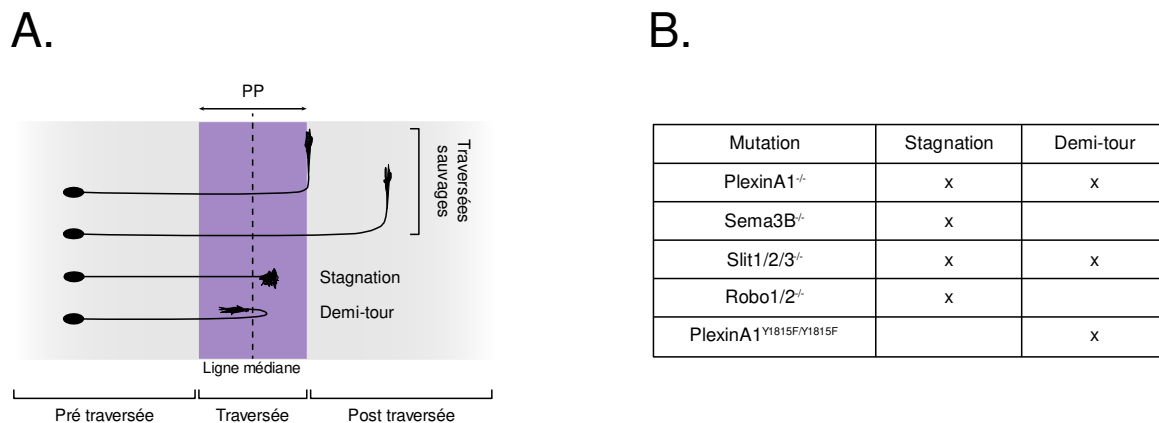 A.
PP
Traversées
sauvages
Stagnation
Demi-tour
Ligne médiane
Pré traversée Traversée Post traversée
B.
Mutation Stagnation Demi-tour
PlexinA1-/- x x
Sema3B-/- x
Slit1/2/3-/- x x
Robo1/2-/- x
PlexinA1Y1815F/Y1815F x